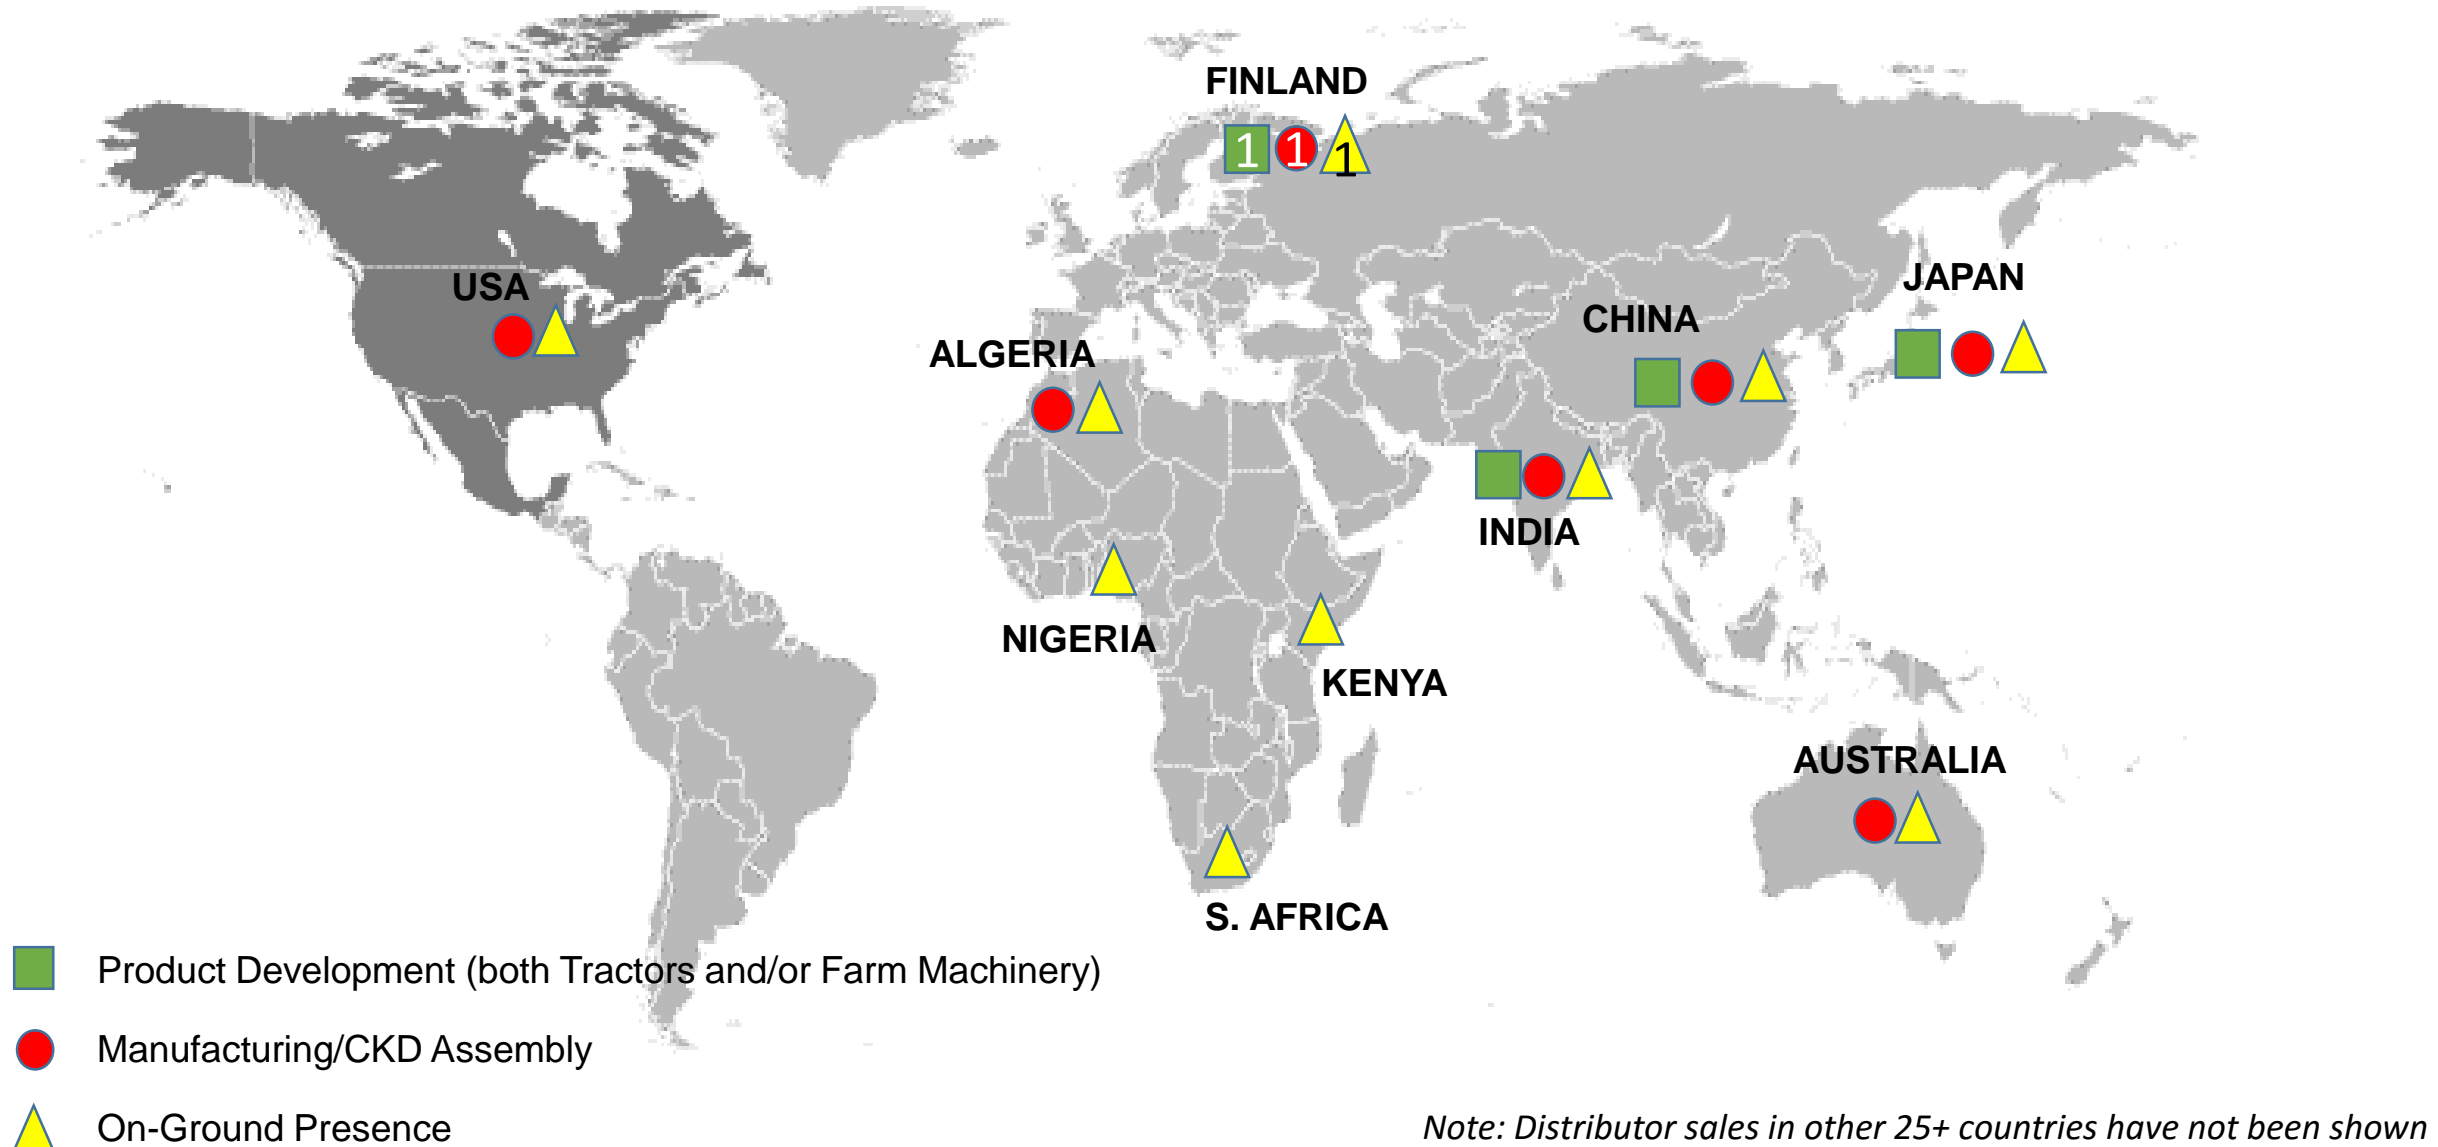 FINLAND
1 1 1
USA
JAPAN
CHINA
ALGERIA
INDIA
NIGERIA
KENYA
AUSTRALIA
S. AFRICA
Product Development (both Tractors and/or Farm Machinery)
Manufacturing/CKD Assembly
On-Ground Presence
Note: Distributor sales in other 25+ countries have not been shown